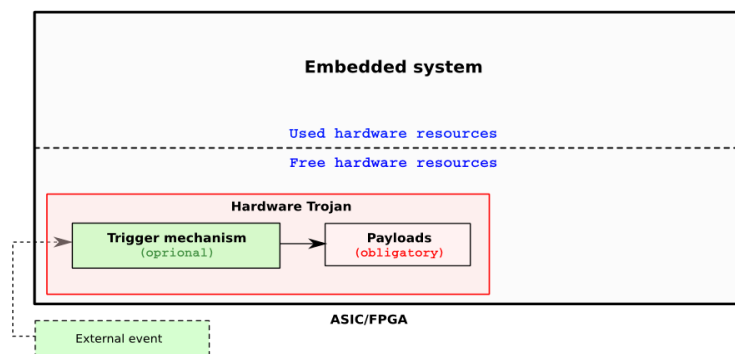 Embedded system
Used hardware resources
Free hardware resources
Hardware Trojan
Trigger mechanism
(oprional)
Payloads
(obligatory)
ASIC/FPGA
External event